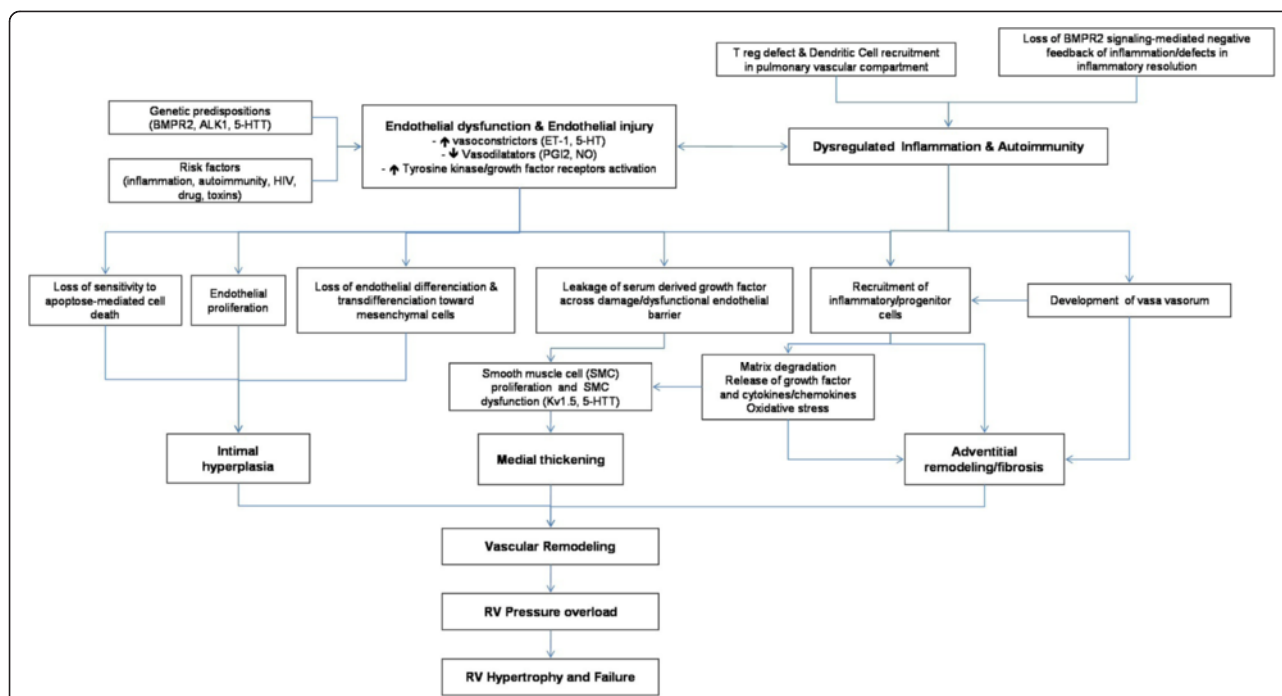 T reg defect & Dendritic Cell recruitment
in pulmonary vascular compartment
Loss of BMPR2 signaling-mediated negative
feedback of inflammation/defects in
inflammatory resolution
Genetic predispositions
(BMPR2, ALK1, 5-HTT)
Risk factors
(inflammation, autoimmunity, HIV,
drug, toxins)
Endothelial dysfunction & Endothelial injury
- ↑ vasoconstrictors (ET-1, 5-HT)
- ↓ Vasodilatators (PGI2, NO)
- ↑ Tyrosine kinase/growth factor receptors activation
Dysregulated Inflammation & Autoimmunity
Loss of sensitivity to
apoptose-mediated cell
death
Endothelial
proliferation
Loss of endothelial differenciation &
transdifferenciation toward
mesenchymal cells
Leakage of serum derived growth factor
across damage/dysfunctional endothelial
barrier
Recruitment of
inflammatory/progenitor
cells
Development of vasa vasorum
Smooth muscle cell (SMC)
proliferation and SMC
dysfunction (Kv1.5, 5-HTT)
Matrix degradation
Release of growth factor
and cytokines/chemokines
Oxidative stress
Intimal
hyperplasia
Medial thickening
Adventitial
remodeling/fibrosis
Vascular Remodeling
RV Pressure overload
RV Hypertrophy and Failure